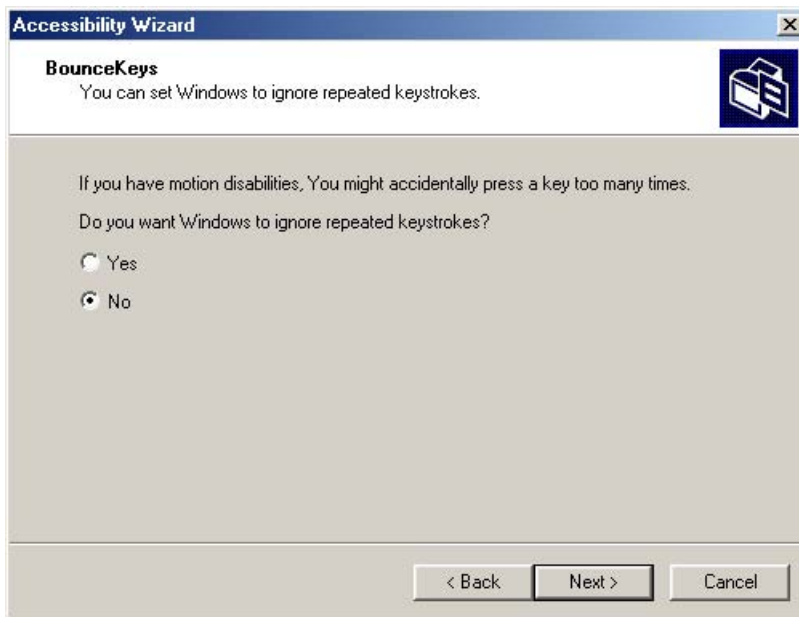 Accessibility Wizard
BounceKeys
You can set Windows to ignore repeated keystrokes.
If you have motion disabilities, You might accidentally press a key too many times.
Do you want Windows to ignore repeated keystrokes?
Yes
No
< Back Next > Cancel